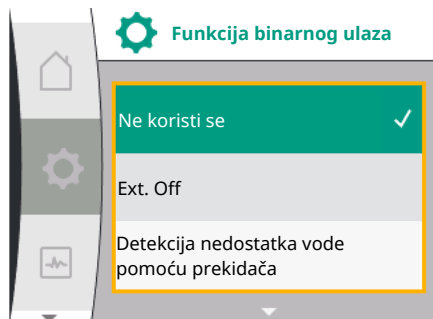 Funkcija binarnog ulaza
Ne koristi se
Ext. Off
Detekcija nedostatka vode
pomoću prekidača